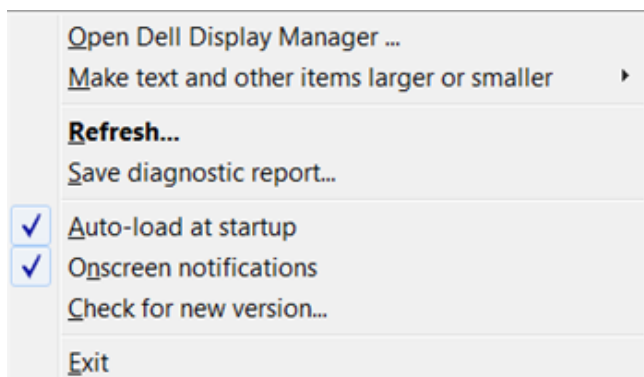 Open Dell Display Manager ...
Make text and other items larger or smaller
Refresh...
Save diagnostic report...
Auto-load at startup
Onscreen notifications
Check for new version...
Exit